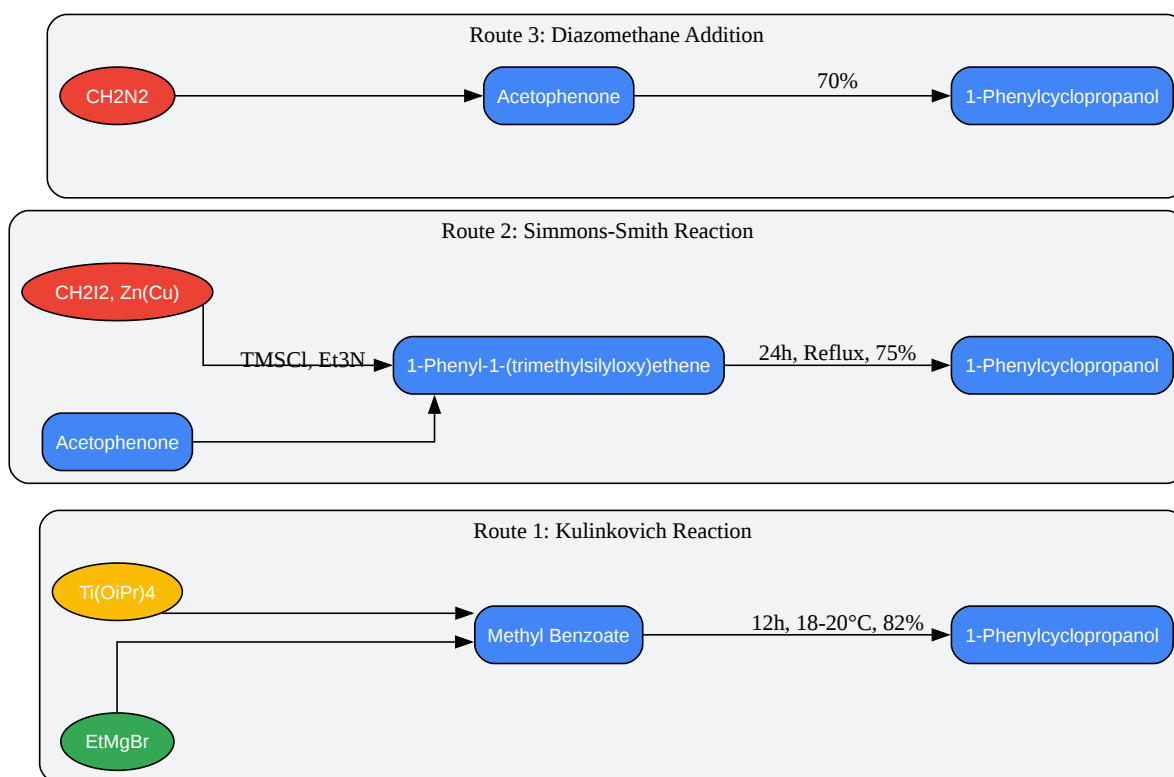 Route 3: Diazomethane Addition
CH2N2
Acetophenone
70%
1-Phenylcyclopropanol
Route 2: Simmons-Smith Reaction
CH2I2, Zn(Cu)
TMSCl, Et3N
1-Phenyl-1-(trimethylsilyloxy)ethene
24h, Reflux, 75%
1-Phenylcyclopropanol
Acetophenone
Route 1: Kulinkovich Reaction
Ti(OiPr)4
Methyl Benzoate
12h, 18-20°C, 82%
1-Phenylcyclopropanol
EtMgBr